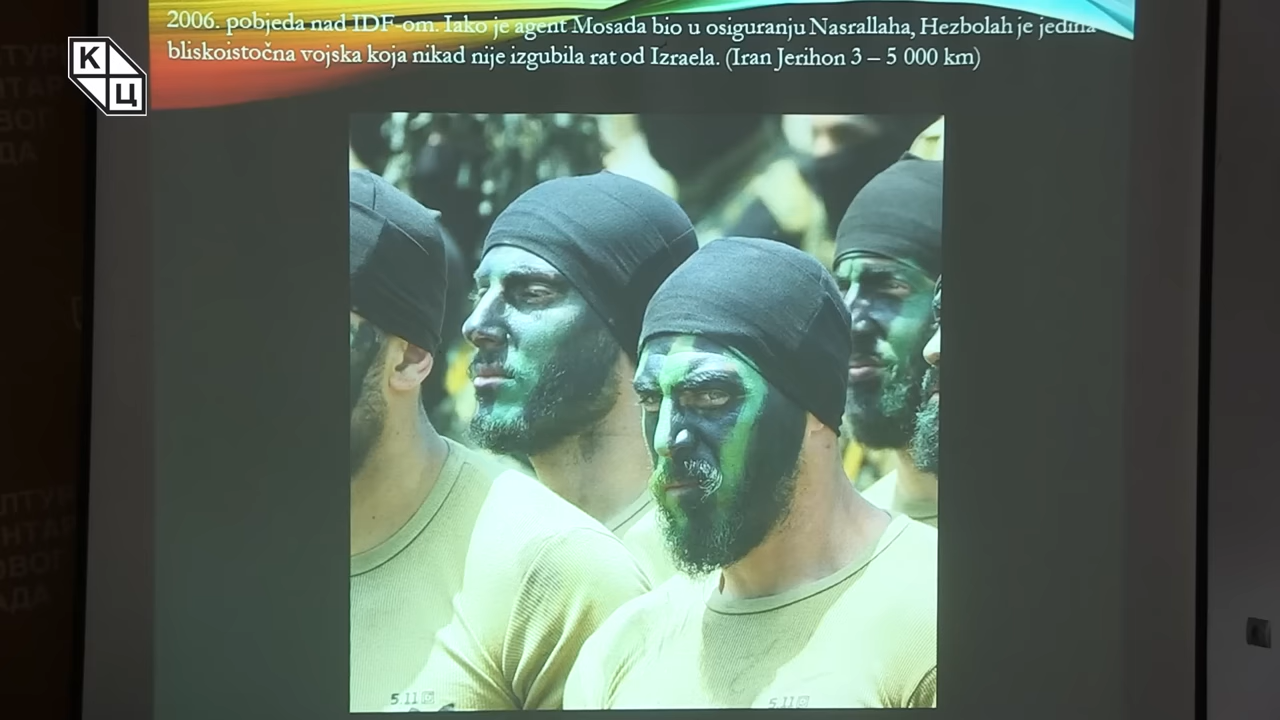 2006. pobjeda nad IDF-om. Iako je agent Mosada bio u osiguranju Nasrallaha, Hezbolah je jedina
bliskoistočna vojska koja nikad nije izgubila rat od Izraela. (Iran Jerihon 3 – 5 000 km)
К
Ц
5.11
5.11